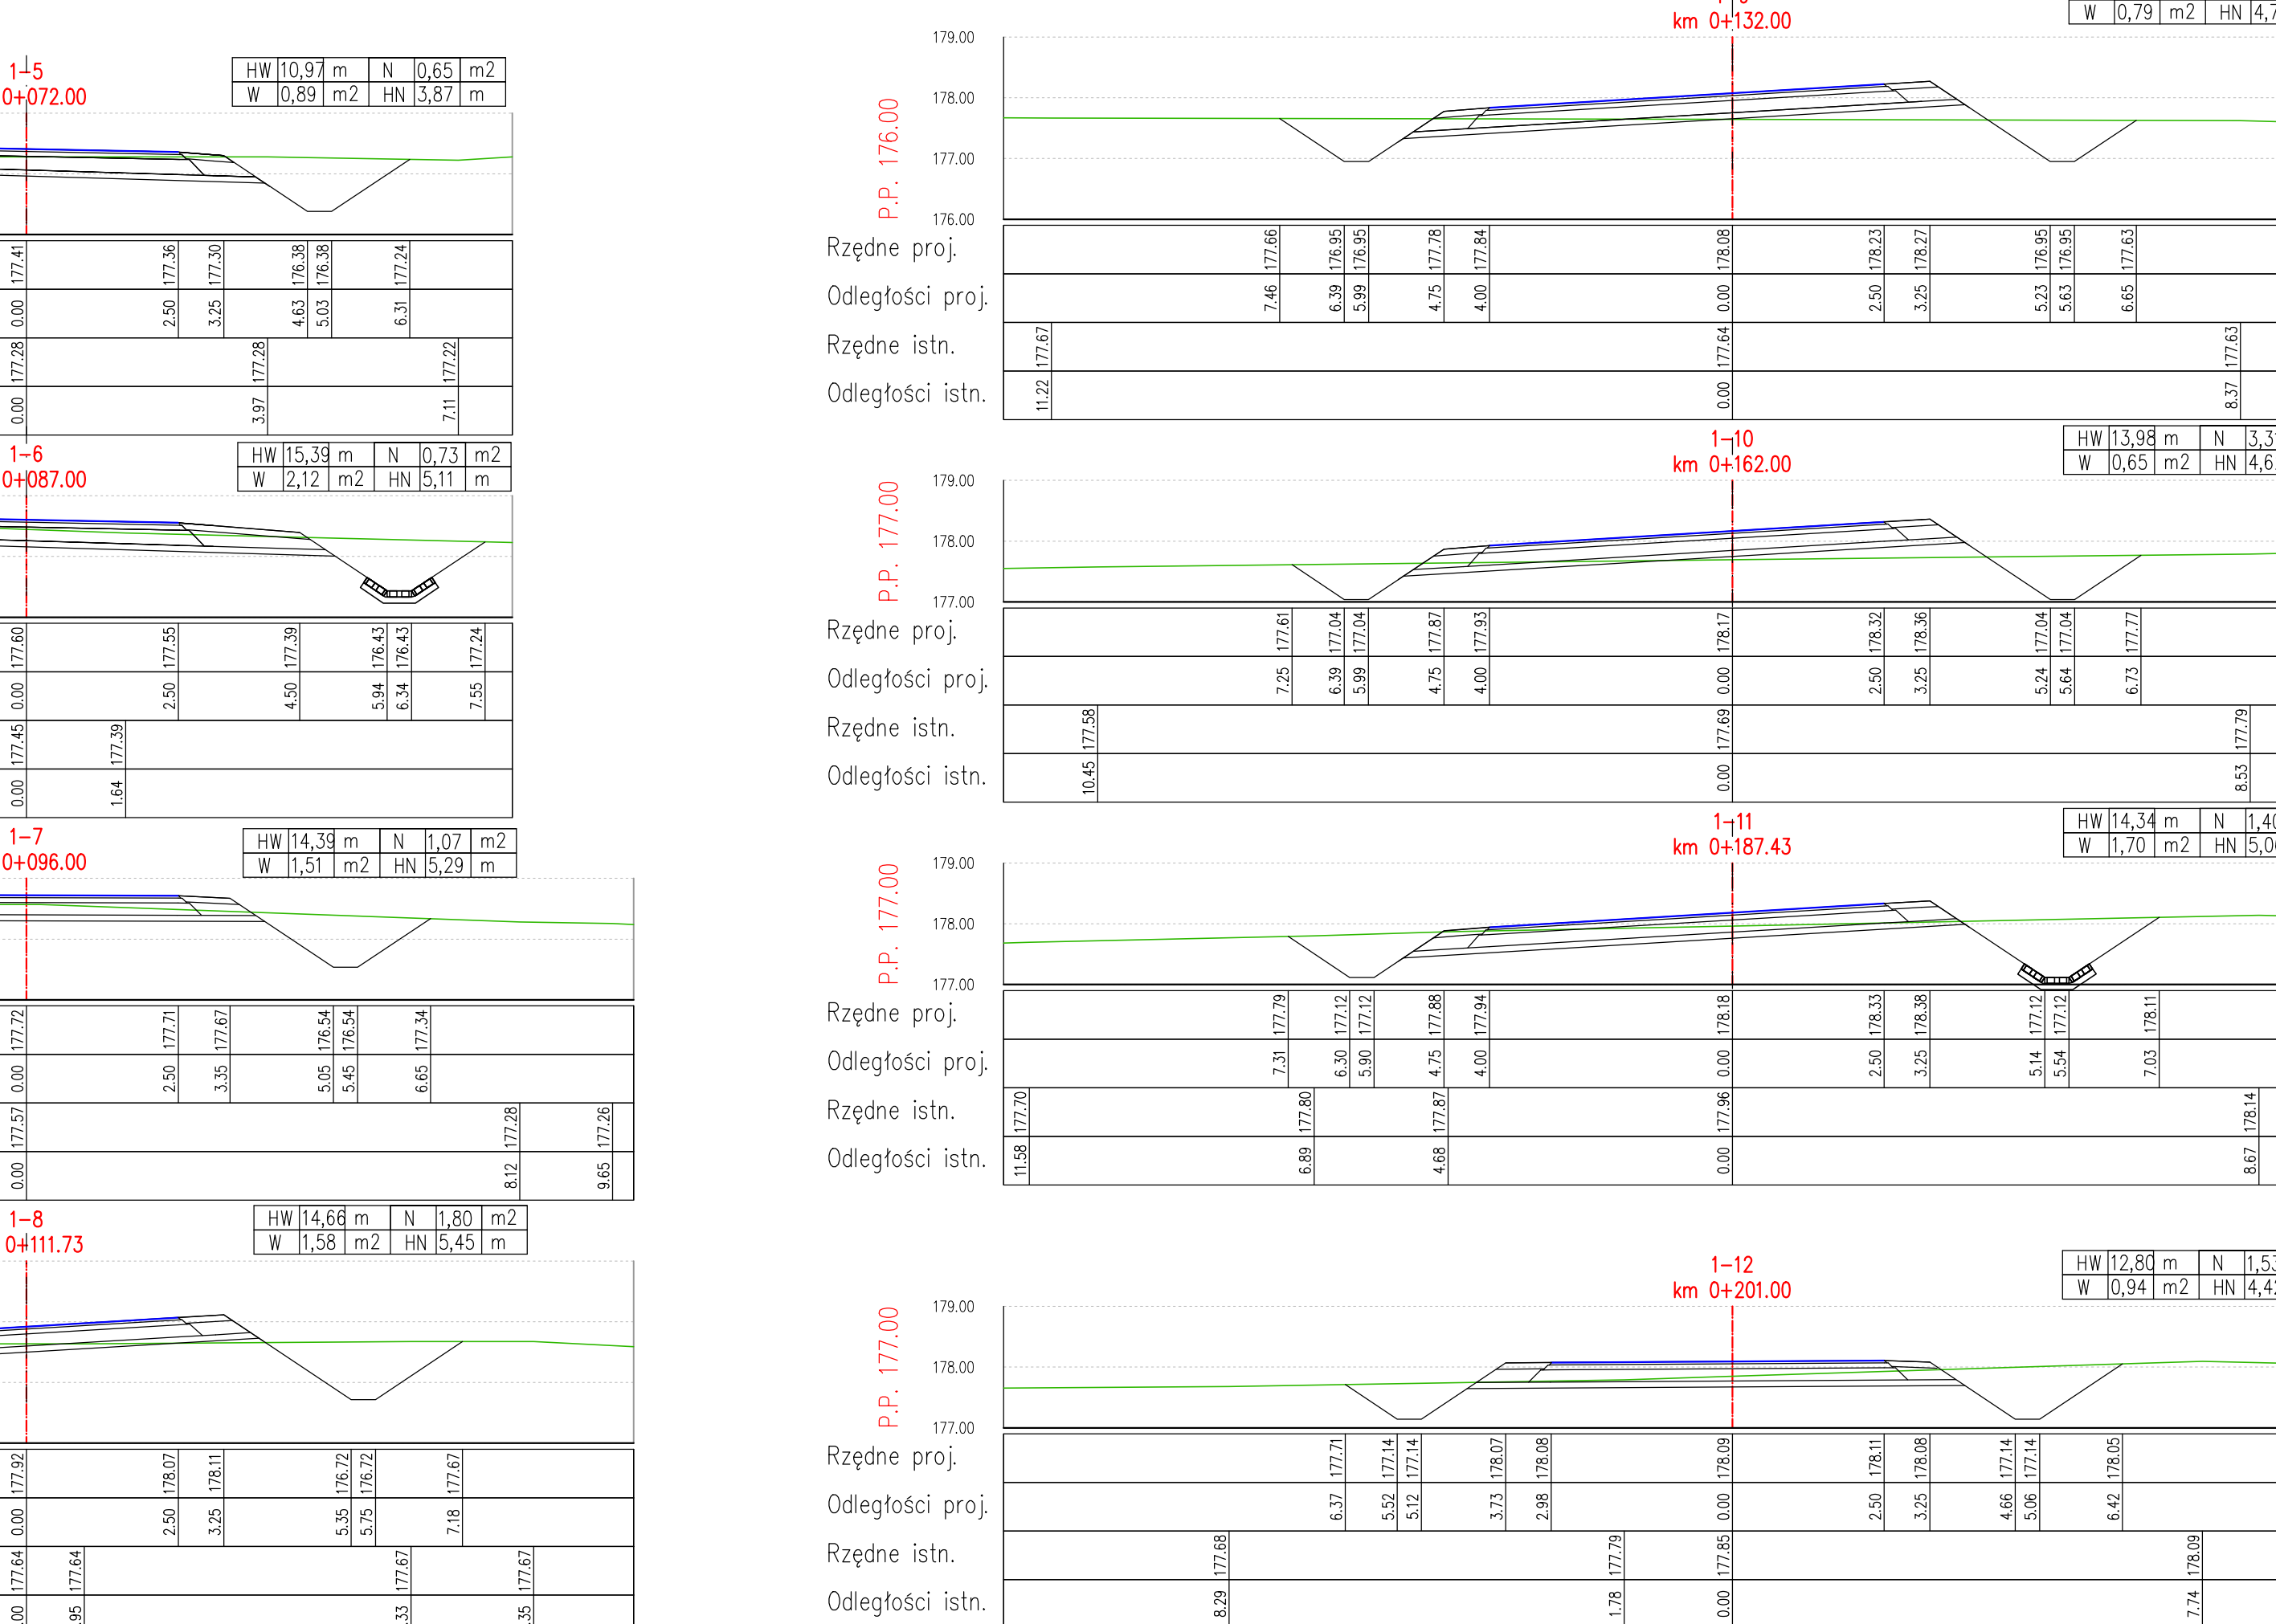 1-5
0+072.00
HW 10,97 m N 0,65 m2
W 0,89 m2 HN 3,87 m
177.41 177.36 177.30 176.38 176.38 177.24
0.00 2.50 3.25 4.63 5.03 6.31
177.28 177.28 177.22
0.00 3.97 7.11
1-6
0+087.00
HW 15,39 m N 0,73 m2
W 2,12 m2 HN 5,11 m
177.60 177.55 177.39 176.43 176.43 177.24
0.00 2.50 4.50 5.94 6.34 7.55
177.45 177.39
0.00 1.64
1-7
0+096.00
HW 14,39 m N 1,07 m2
W 1,51 m2 HN 5,29 m
177.72 177.71 177.67 176.54 176.54 177.34
0.00 2.50 3.35 5.05 5.45 6.65
177.57 177.28 177.26
0.00 8.12 9.65
1-8
0+111.73
HW 14,66 m N 1,80 m2
W 1,58 m2 HN 5,45 m
177.92 178.07 178.11 176.72 176.72 177.67
0.00 2.50 3.25 5.35 5.75 7.18
177.64 177.64 177.67 177.67
km 0+132.00
W 0,79 m2 HN
179.00
178.00
177.00
176.00
P.P. 176.00
Rzędne proj. 177.66 176.95 176.95 177.78 177.84 178.08 178.23 178.27 176.95 176.95 177.63
Odległości proj. 7.46 6.39 5.99 4.75 4.00 0.00 2.50 3.25 5.23 5.63 6.65
Rzędne istn. 177.67 177.64 177.63
Odległości istn. 11.22 0.00 8.37
1-10
km 0+162.00
HW 13,98 m N
W 0,65 m2 HN
179.00
178.00
177.00
P.P. 177.00
Rzędne proj. 177.61 177.04 177.04 177.87 177.93 178.17 178.32 178.36 177.04 177.04 177.77
Odległości proj. 7.25 6.39 5.99 4.75 4.00 0.00 2.50 3.25 5.24 5.64 6.73
Rzędne istn. 177.58 177.69 177.79
Odległości istn. 10.45 0.00 8.53
1-11
km 0+187.43
HW 14,34 m N
W 1,70 m2 HN
179.00
178.00
177.00
P.P. 177.00
Rzędne proj. 177.79 177.12 177.12 177.88 177.94 178.18 178.33 178.38 177.12 177.12 178.11
Odległości proj. 7.31 6.30 5.90 4.75 4.00 0.00 2.50 3.25 5.14 5.54 7.03
Rzędne istn. 177.70 177.80 177.87 177.96 178.14
Odległości istn. 11.58 6.89 4.68 0.00 8.67
1-12
km 0+201.00
HW 12,80 m N
W 0,94 m2 HN
179.00
178.00
177.00
P.P. 177.00
Rzędne proj. 177.71 177.14 177.14 178.07 178.08 178.09 178.11 178.08 177.14 177.14 178.05
Odległości proj. 6.37 5.52 5.12 3.73 2.98 0.00 2.50 3.25 4.66 5.06 6.42
Rzędne istn. 177.68 177.79 177.85 178.09
Odległości istn. 8.29 1.78 0.00 7.74